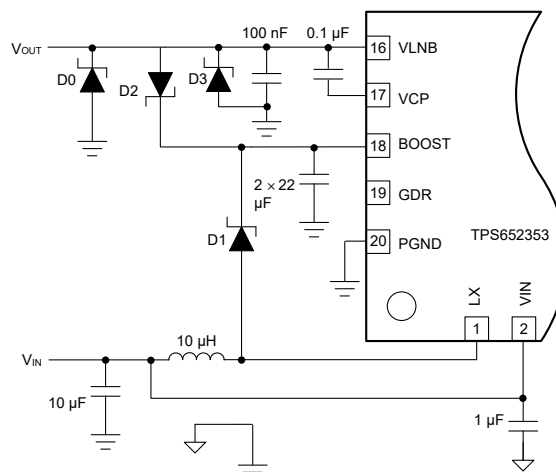 100 nF
0.1 µF
VOUT
16 VLNB
D0
D2
D3
17 VCP
18 BOOST
2 × 22
µF
19 GDR
D1
20 PGND
TPS652353
LX
VIN
1
2
10 µH
VIN
10 µF
1 µF